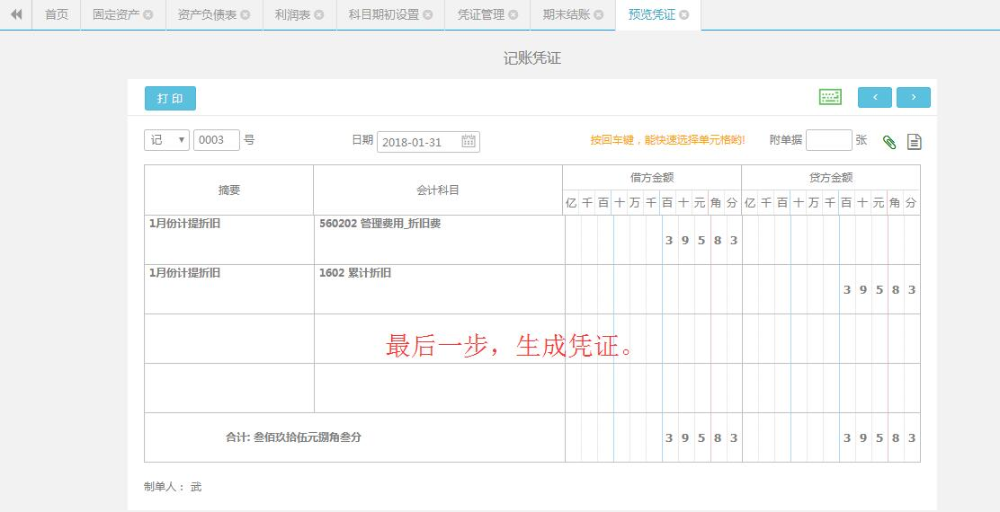 首页 固定资产 资产负债表 利润表 科目期初设置 凭证管理 期末结账 预览凭证
记账凭证
打 印
记 0003 号 日期 2018-01-31 按回车键，能快速选择单元格哟! 附单据 张
摘要 会计科目 借方金额 贷方金额
亿 千 百 十 万 千 百 十 元 角 分 亿 千 百 十 万 千 百 十 元 角 分
1月份计提折旧 560202 管理费用_折旧费 3 9 5 8 3
1月份计提折旧 1602 累计折旧 3 9 5 8 3
最后一步，生成凭证。
合计: 叁佰玖拾伍元捌角叁分 3 9 5 8 3 3 9 5 8 3
制单人： 武